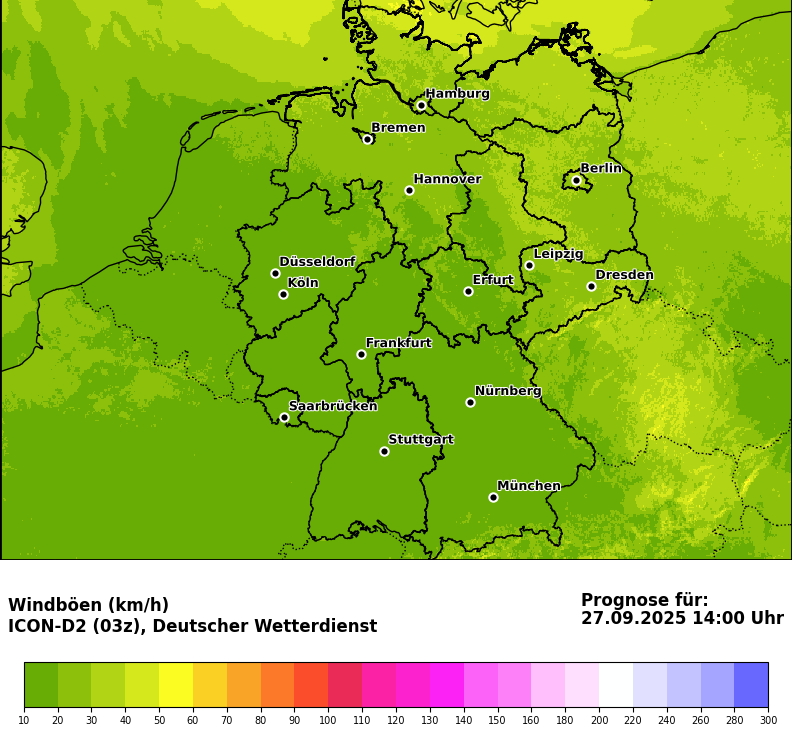 Hamburg
Bremen
Berlin
Hannover
Leipzig
Düsseldorf
Dresden
Köln
Erfurt
Frankfurt
Nürnberg
Saarbrücken
Stuttgart
München
Windböen (km/h)
ICON-D2 (03z), Deutscher Wetterdienst
Prognose für:
27.09.2025 14:00 Uhr
10 20 30 40 50 60 70 80 90 100 110 120 130 140 150 160 180 200 220 240 260 280 300